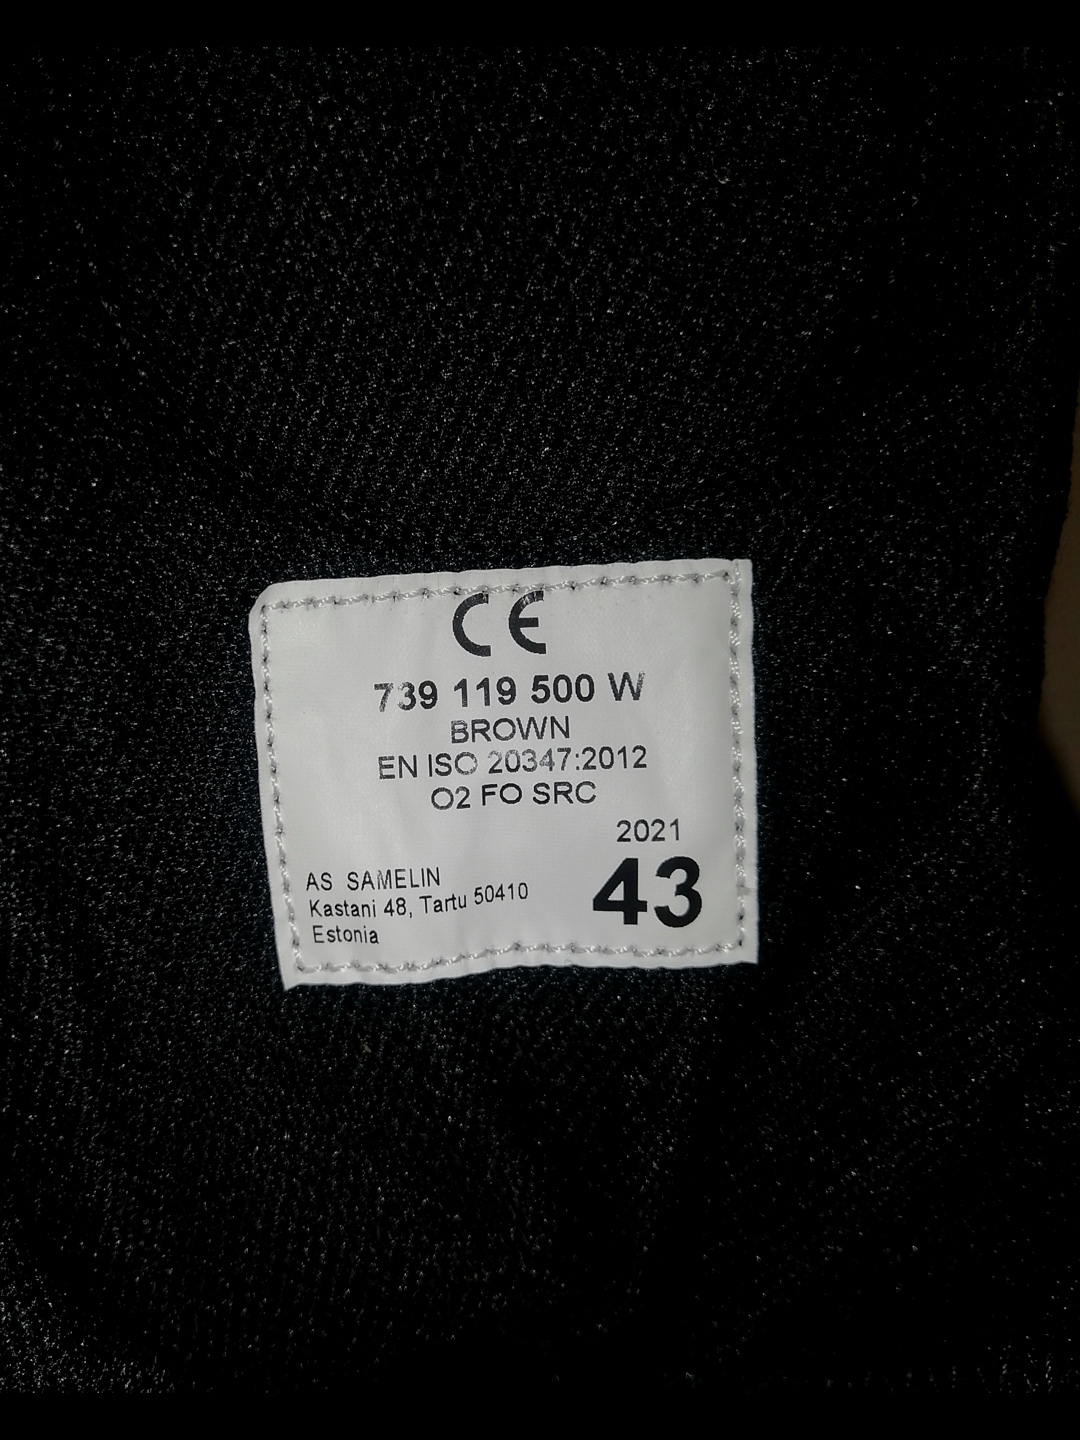 CE
739 119 500 W
BROWN
EN ISO 20347:2012
O2 FO SRC
2021
43
AS SAMELIN
Kastani 48, Tartu 50410
Estonia